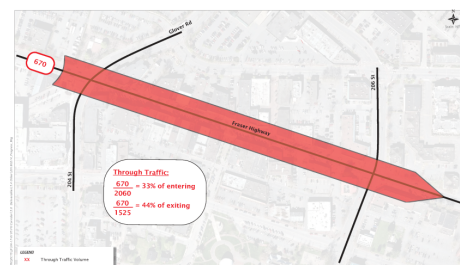 Glover Rd
670
206 St
Fraser Highway
204 St
Through Traffic:
670 = 33% of entering
2060
670 = 44% of exiting
1525
LEGEND
XX Through Traffic Volume